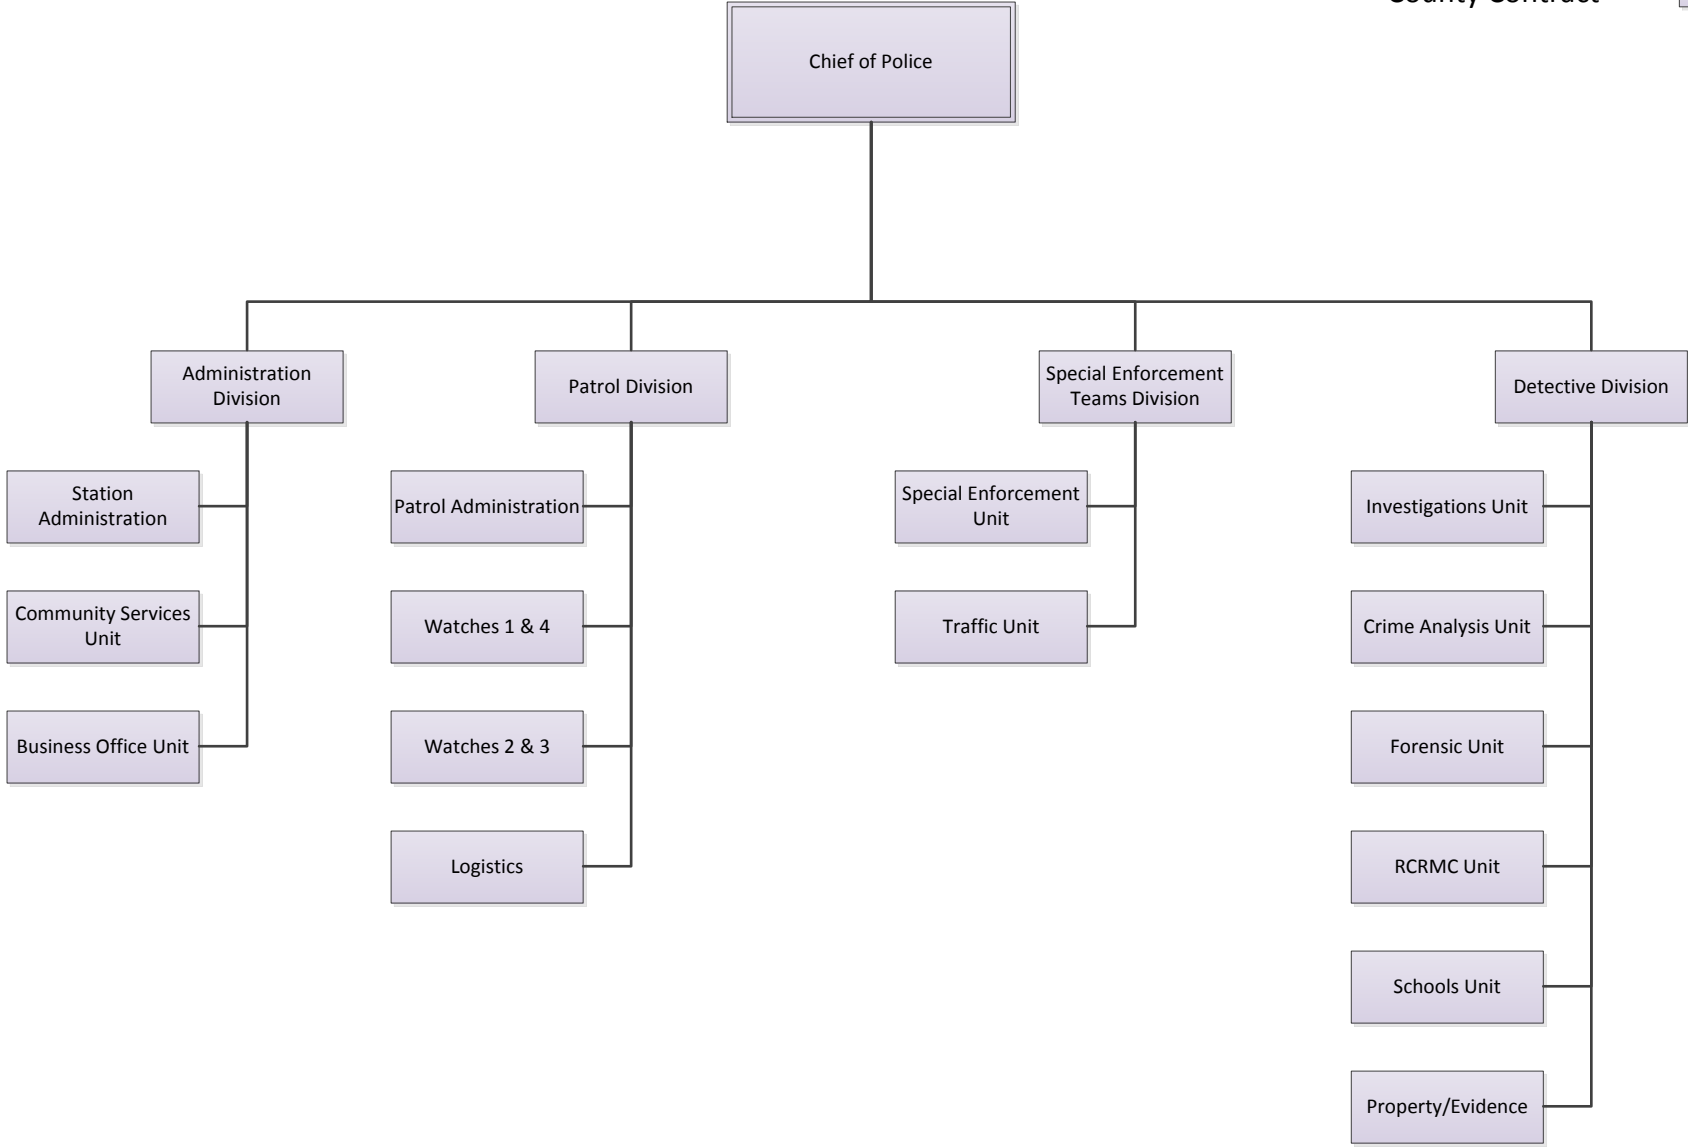 County Contract
Chief of Police
Administration
Division
Patrol Division
Special Enforcement
Teams Division
Detective Division
Station
Administration
Patrol Administration
Special Enforcement
Unit
Investigations Unit
Community Services
Unit
Watches 1 & 4
Traffic Unit
Crime Analysis Unit
Business Office Unit
Watches 2 & 3
Forensic Unit
Logistics
RCRMC Unit
Schools Unit
Property/Evidence